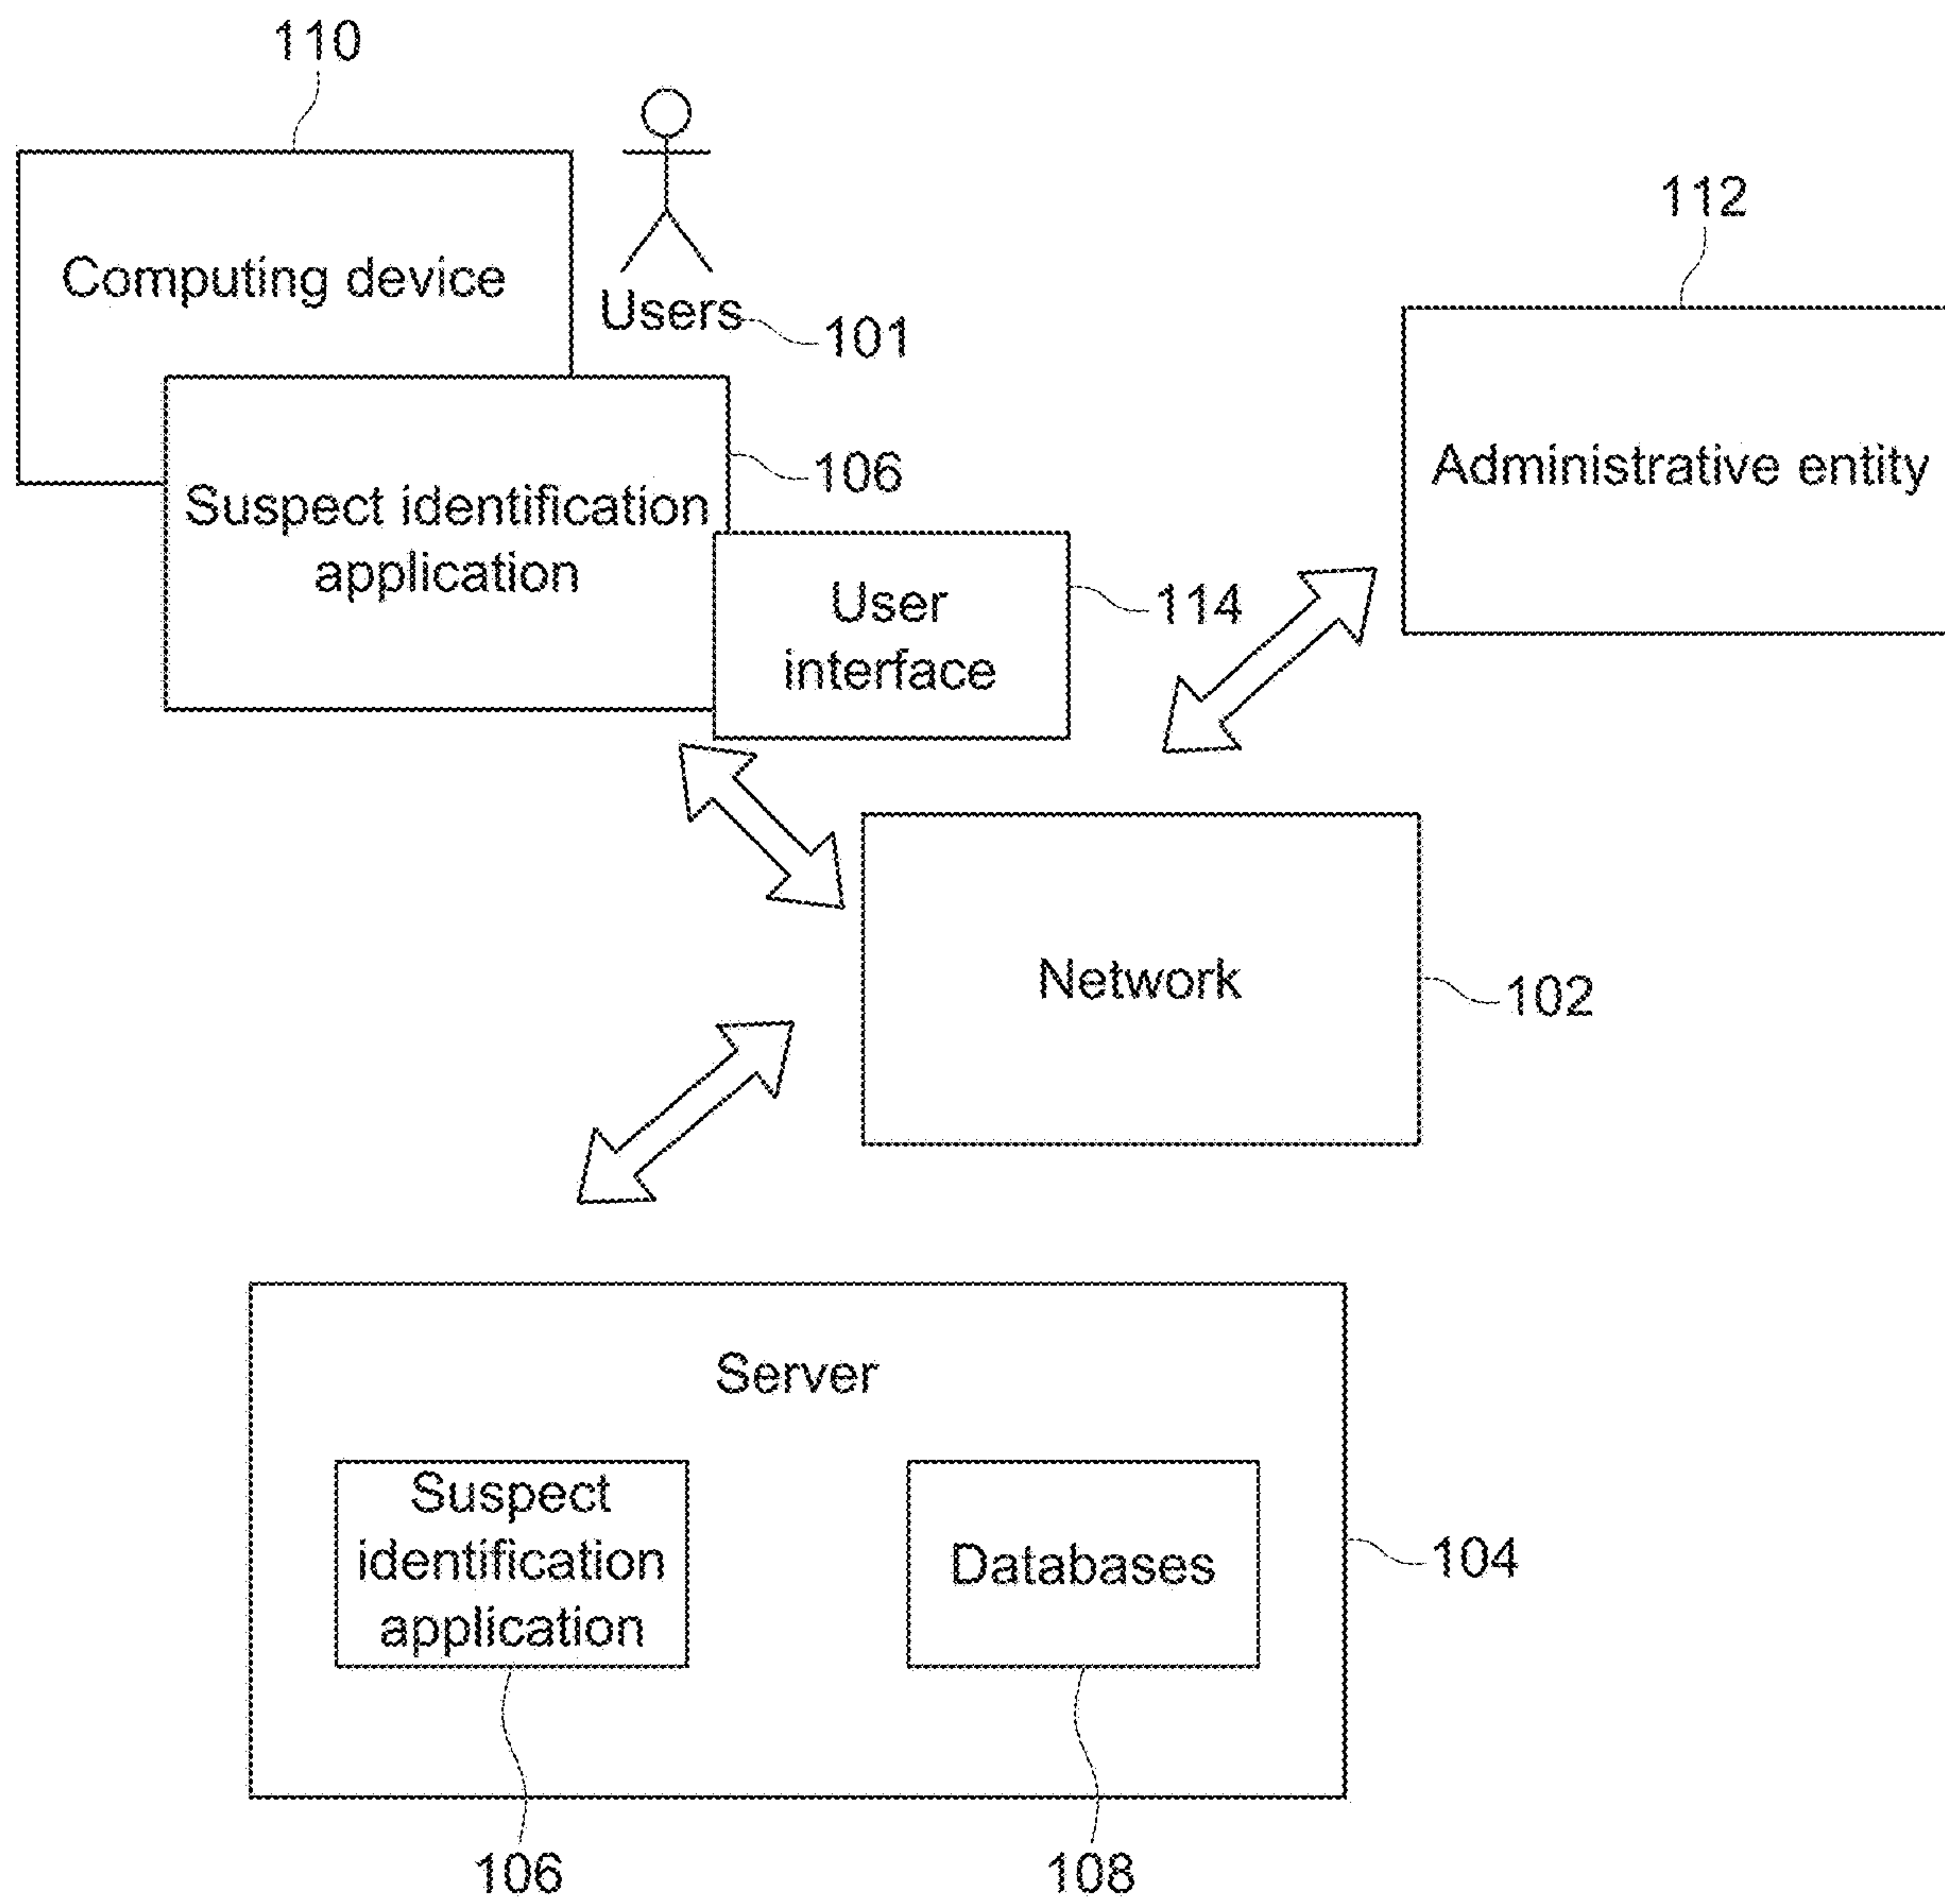 110
112
Computing device
Users
101
106
Administrative entity
Suspect identification
application
User
interface
114
Network
102
Server
Suspect
identification
application
Databases
104
106
108